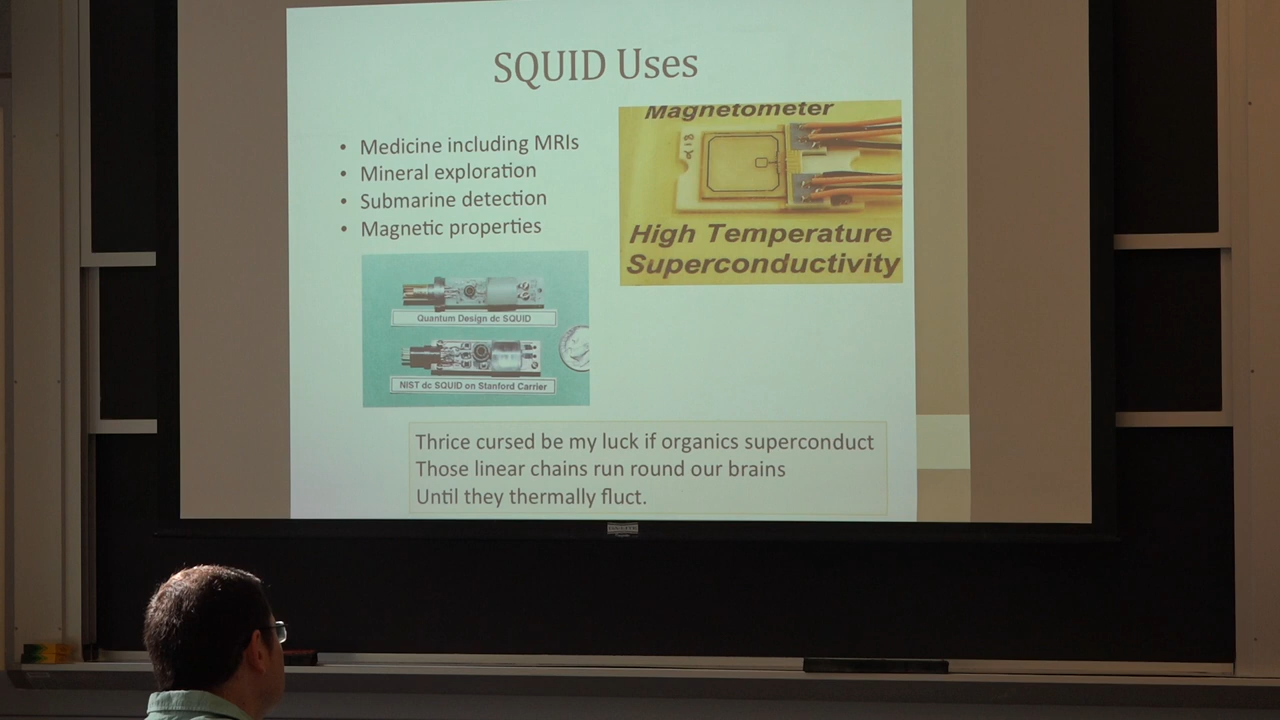 SQUID Uses
• Medicine including MRIs
• Mineral exploration
• Submarine detection
• Magnetic properties
Magnetometer
High Temperature
Superconductivity
Quantum Design dc SQUID
NIST dc SQUID on Stanford Carrier
Thrice cursed be my luck if organics superconduct
Those linear chains run round our brains
Until they thermally fluct.